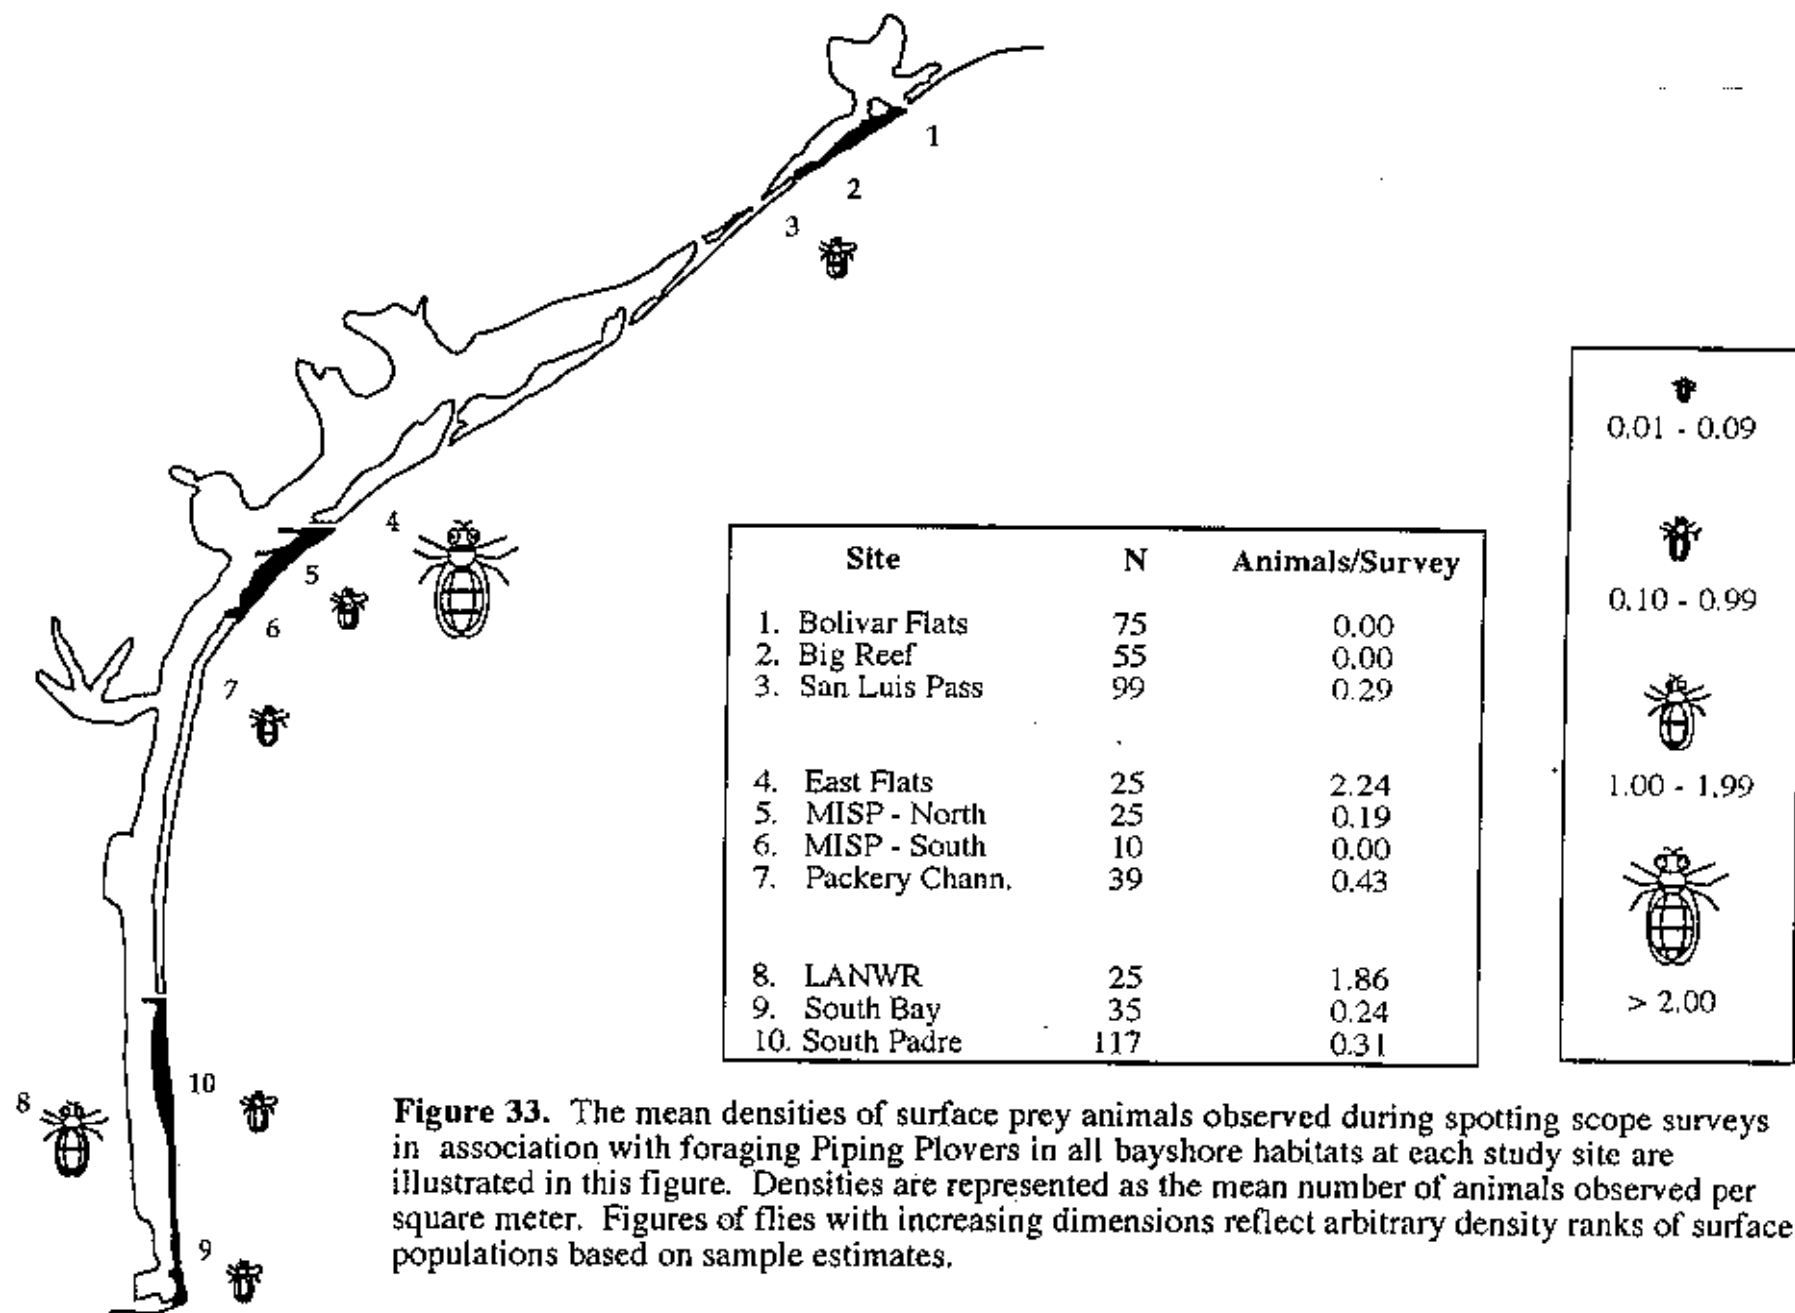 1
2
3
4
5
6
7
8
10
9
Site N Animals/Survey
1. Bolivar Flats 75 0.00
2. Big Reef 55 0.00
3. San Luis Pass 99 0.29
4. East Flats 25 2.24
5. MISP - North 25 0.19
6. MISP - South 10 0.00
7. Packery Chann. 39 0.43
8. LANWR 25 1.86
9. South Bay 35 0.24
10. South Padre 117 0.31
0.01 - 0.09
0.10 - 0.99
1.00 - 1.99
> 2.00
Figure 33. The mean densities of surface prey animals observed during spotting scope surveys
in association with foraging Piping Plovers in all bayshore habitats at each study site are
illustrated in this figure. Densities are represented as the mean number of animals observed per
square meter. Figures of flies with increasing dimensions reflect arbitrary density ranks of surface
populations based on sample estimates.